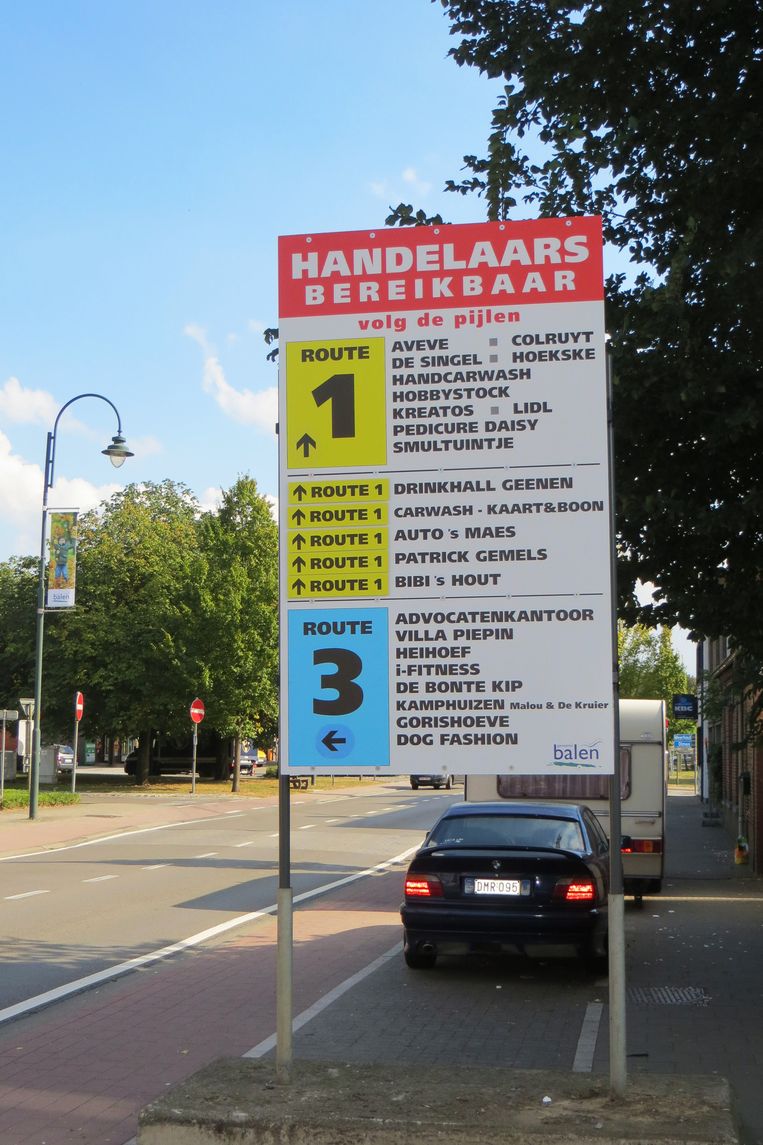 HANDELAARS
BEREIKBAAR
volg de pijlen
ROUTE
1
AVEVE ▪ COLRUYT
DE SINGEL ▪ HOEKSKE
HANDCARWASH
HOBBYSTOCK
KREATOS ▪ LIDL
PEDICURE DAISY
SMULTUINTJE
↑ ROUTE 1 DRINKHALL GEENEN
↑ ROUTE 1 CARWASH - KAART&BOON
↑ ROUTE 1 AUTO's MAES
↑ ROUTE 1 PATRICK GEMELS
↑ ROUTE 1 BIBI's HOUT
ROUTE
3
ADVOCATENKANTOOR
VILLA PIEPIN
HEIHOEF
i-FITNESS
DE BONTE KIP
KAMPHUIZEN Malou & De Kruier
GORISHOEVE
DOG FASHION
balen
balen
KBC
DMR 095